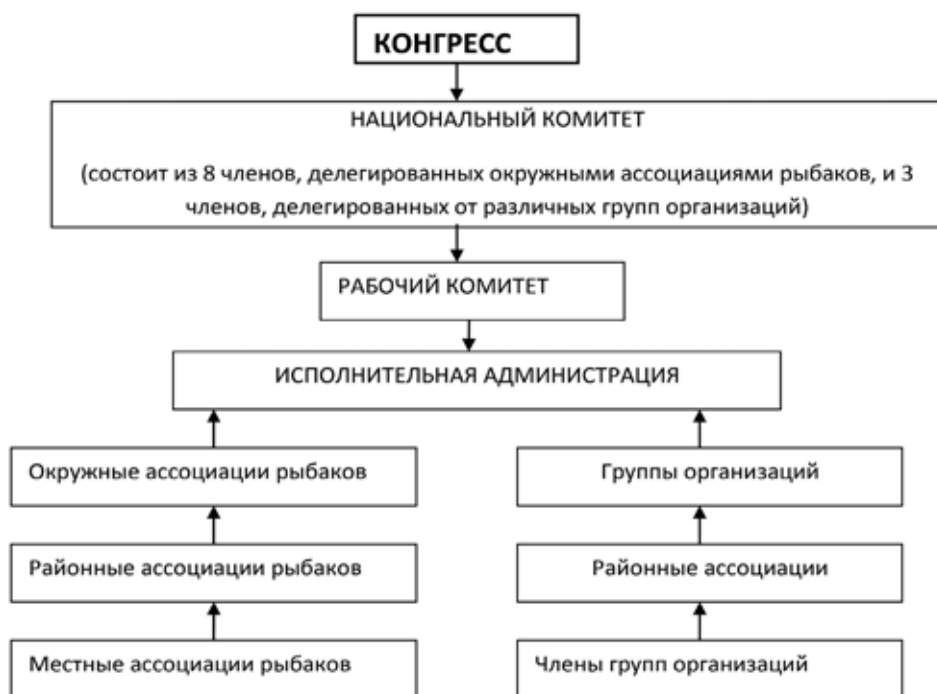 КОНГРЕСС
НАЦИОНАЛЬНЫЙ КОМИТЕТ
(состоит из 8 членов, делегированных окружными ассоциациями рыбаков, и 3
членов, делегированных от различных групп организаций)
РАБОЧИЙ КОМИТЕТ
ИСПОЛНИТЕЛЬНАЯ АДМИНИСТРАЦИЯ
Окружные ассоциации рыбаков
Группы организаций
Районные ассоциации рыбаков
Районные ассоциации
Местные ассоциации рыбаков
Члены групп организаций